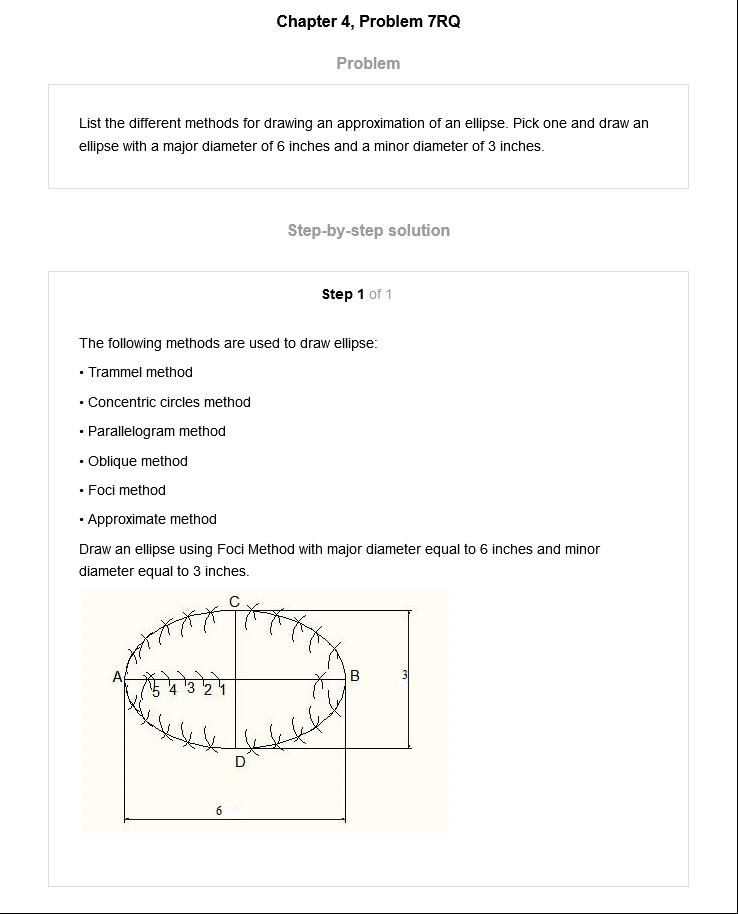 Chapter 4, Problem 7RQ
Problem
List the different methods for drawing an approximation of an ellipse. Pick one and draw an
ellipse with a major diameter of 6 inches and a minor diameter of 3 inches.
Step-by-step solution
Step 1 of 1
The following methods are used to draw ellipse:
• Trammel method
• Concentric circles method
• Parallelogram method
• Oblique method
• Foci method
• Approximate method
Draw an ellipse using Foci Method with major diameter equal to 6 inches and minor
diameter equal to 3 inches.
C
A 5 4 3 2 1 B 3
D
6